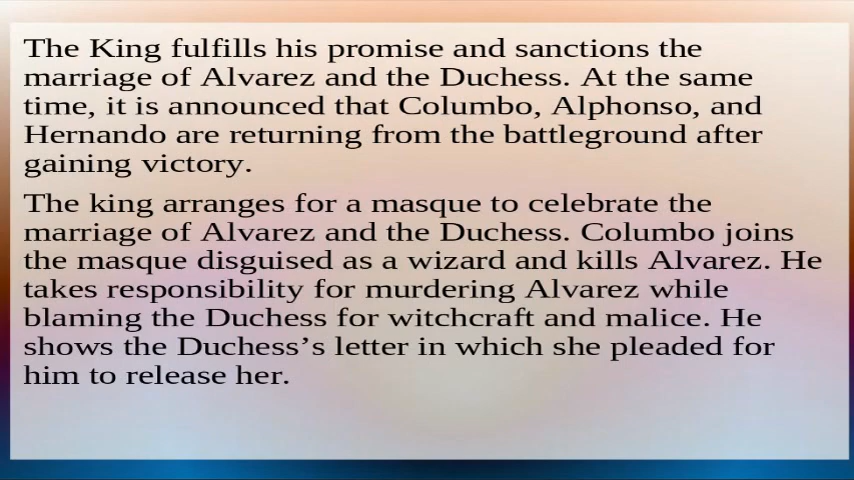 The King fulfills his promise and sanctions the
marriage of Alvarez and the Duchess. At the same
time, it is announced that Columbo, Alphonso, and
Hernando are returning from the battleground after
gaining victory.
The king arranges for a masque to celebrate the
marriage of Alvarez and the Duchess. Columbo joins
the masque disguised as a wizard and kills Alvarez. He
takes responsibility for murdering Alvarez while
blaming the Duchess for witchcraft and malice. He
shows the Duchess’s letter in which she pleaded for
him to release her.